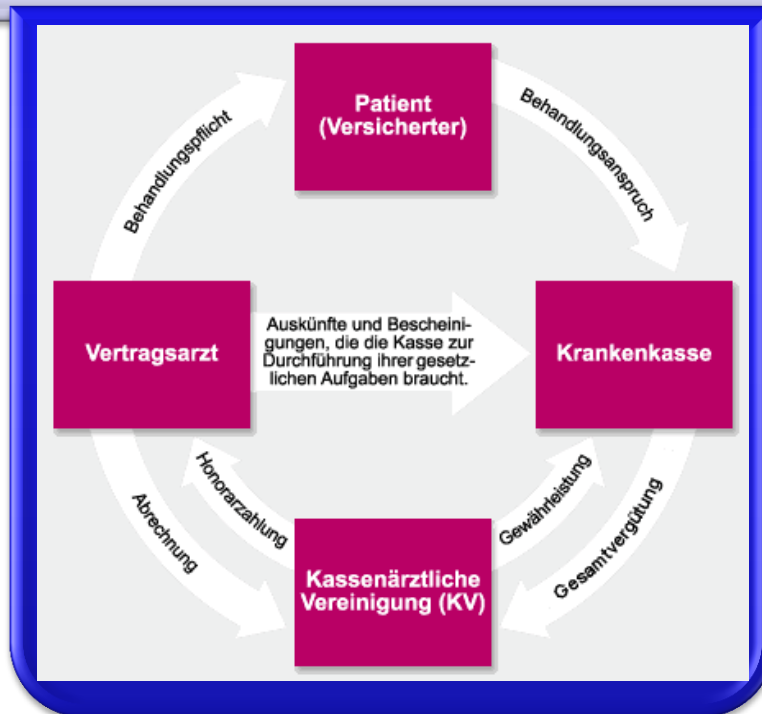 Patient
(Versicherter)
Behandlungspflicht
Behandlungsanspruch
Vertragsarzt
Auskünfte und Bescheini-
gungen, die die Kasse zur
Durchführung ihrer gesetz-
lichen Aufgaben braucht.
Krankenkasse
Abrechnung
Honorarzahlung
Gewährleistung
Gesamtvergütung
Kassenärztliche
Vereinigung (KV)